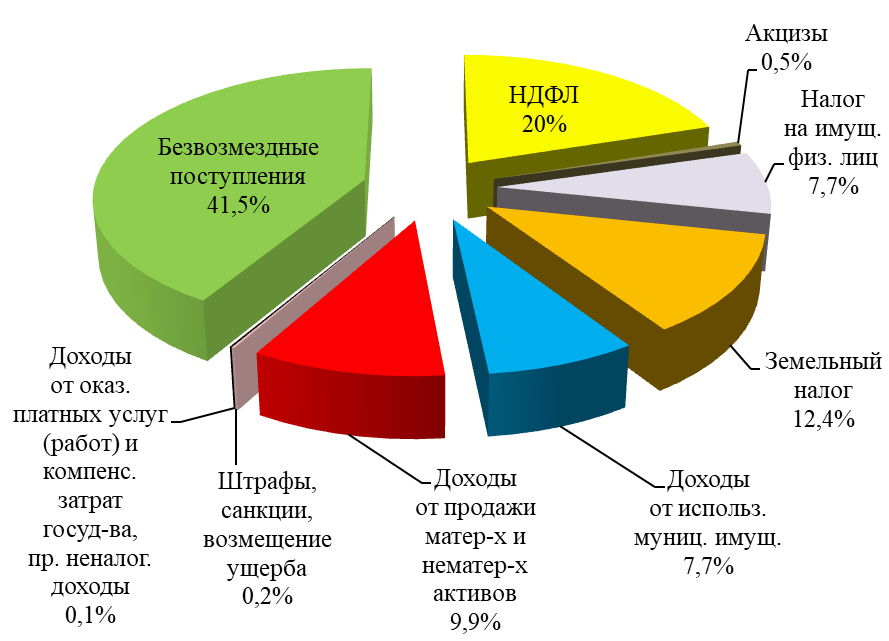 Акцизы
0,5%
НДФЛ
20%
Налог
на имущ.
физ. лиц
7,7%
Безвозмездные
поступления
41,5%
Земельный
налог
12,4%
Доходы
от оказ.
платных услуг
(работ) и
компенс.
затрат
госуд-ва,
пр. неналог.
доходы
0,1%
Штрафы,
санкции,
возмещение
ущерба
0,2%
Доходы
от продажи
матер-х и
нематер-х
активов
9,9%
Доходы
от использ.
муниц. имущ.
7,7%